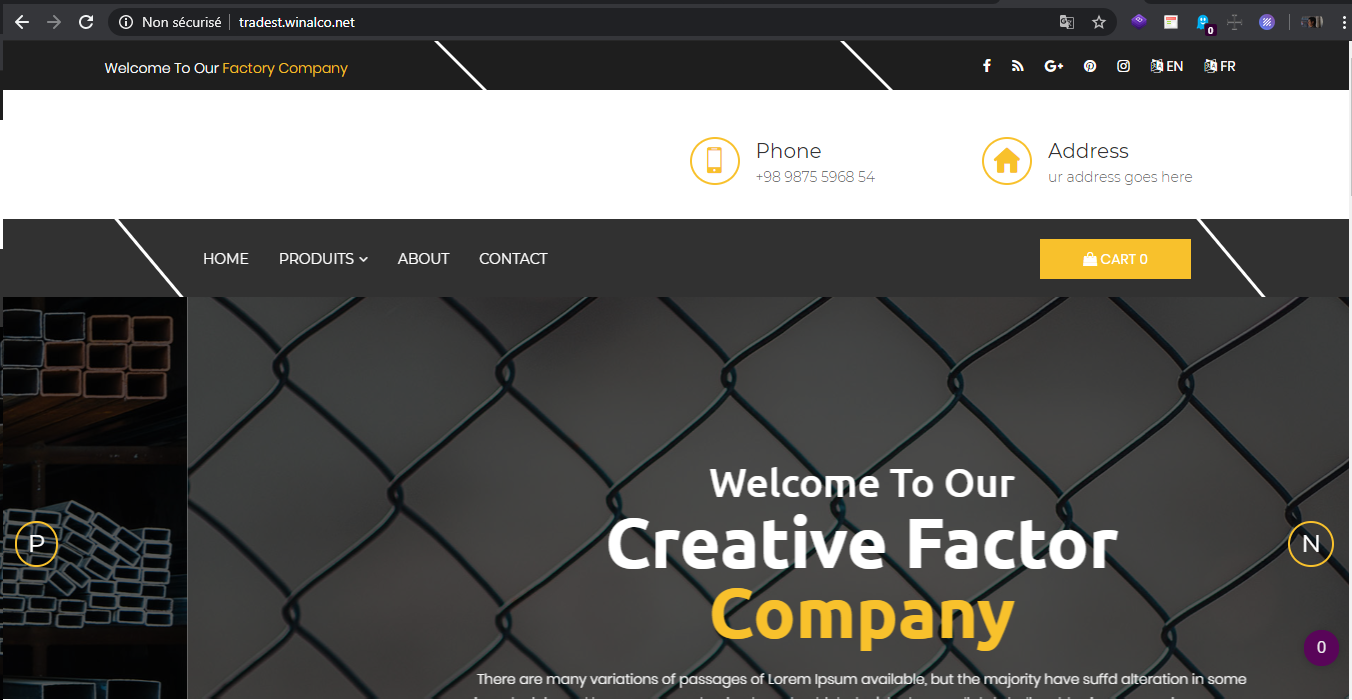 Non sécurisé tradest.winalco.net
0
Welcome To Our Factory Company
G+ EN FR
Phone
+98 9875 5968 54
Address
ur address goes here
HOME PRODUITS ABOUT CONTACT
CART 0
Welcome To Our
Creative Factor
Company
P
N
0
There are many variations of passages of Lorem Ipsum available, but the majority have suffd alteration in some